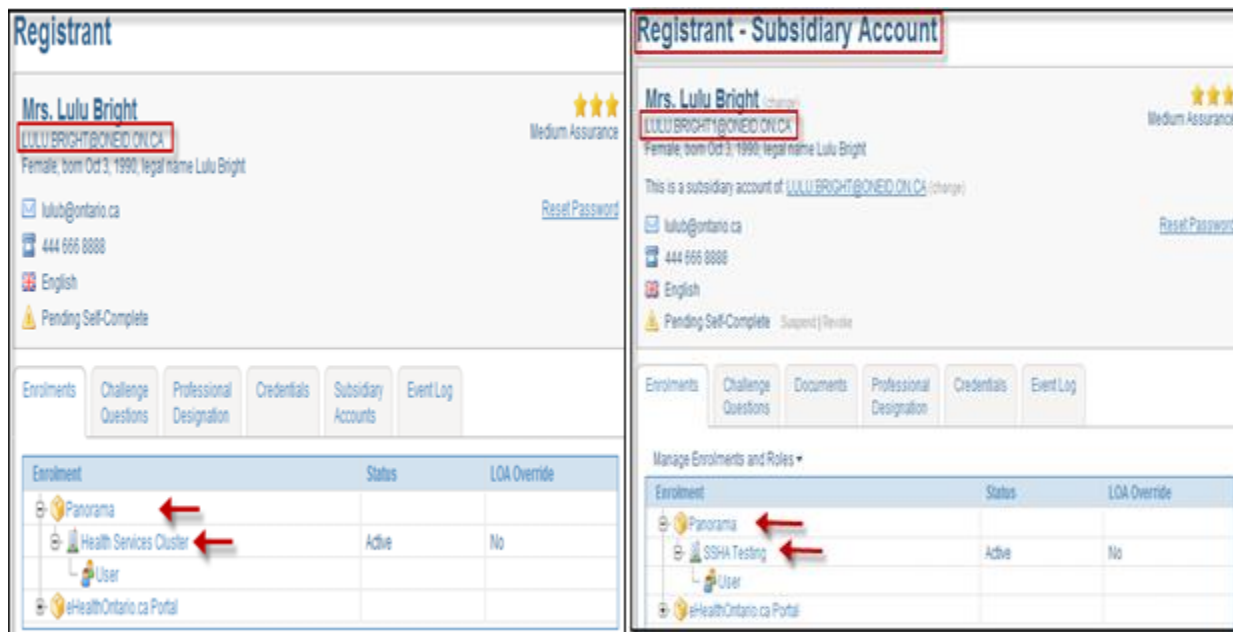 Registrant
Mrs. Lulu Bright
LULU.BRIGHT@ONEID.ON.CA
Medium Assurance
Female, born Oct 3, 1990, legal name Lulu Bright
lulub@ontario.ca
Reset Password
444 666 8888
English
Pending Self-Complete
Enrolments
Challenge Questions
Professional Designation
Credentials
Subsidiary Accounts
Event Log
Enrolment Status LOA Override
Panorama
Health Services Cluster Active No
User
eHealthOntario.ca Portal
Registrant - Subsidiary Account
Mrs. Lulu Bright (change)
LULU.BRIGHT1@ONEID.ON.CA
Medium Assurance
Female, born Oct 3, 1990, legal name Lulu Bright
This is a subsidiary account of LULU.BRIGHT@ONEID.ON.CA (change)
lulub@ontario.ca
Reset Password
444 666 8888
English
Pending Self-Complete Suspend | Revoke
Enrolments
Challenge Questions
Documents
Professional Designation
Credentials
Event Log
Manage Enrolments and Roles
Enrolment Status LOA Override
Panorama
SSHA Testing Active No
User
eHealthOntario.ca Portal